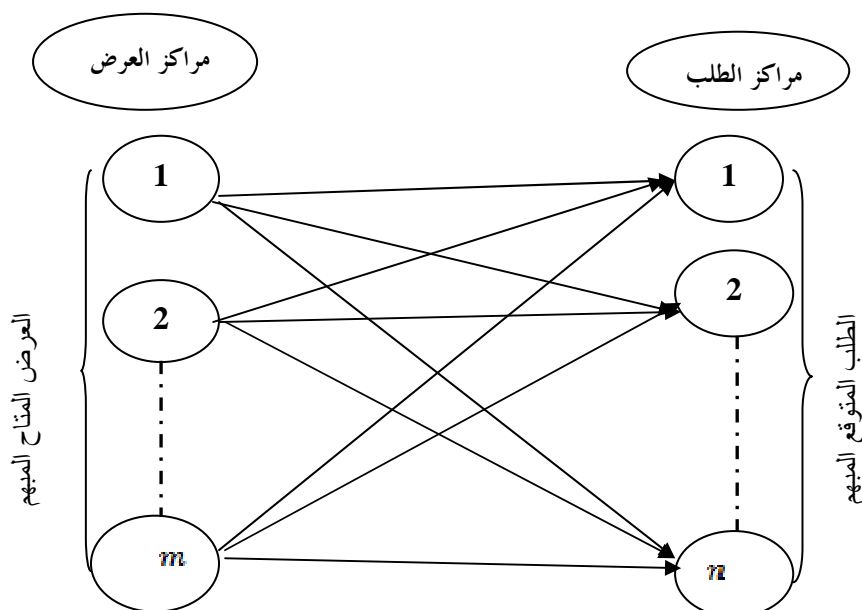 مراكز العرض
مراكز الطلب
1
1
2
2
m
n
العرض المتاح المبهم
الطلب المتوقع المبهم